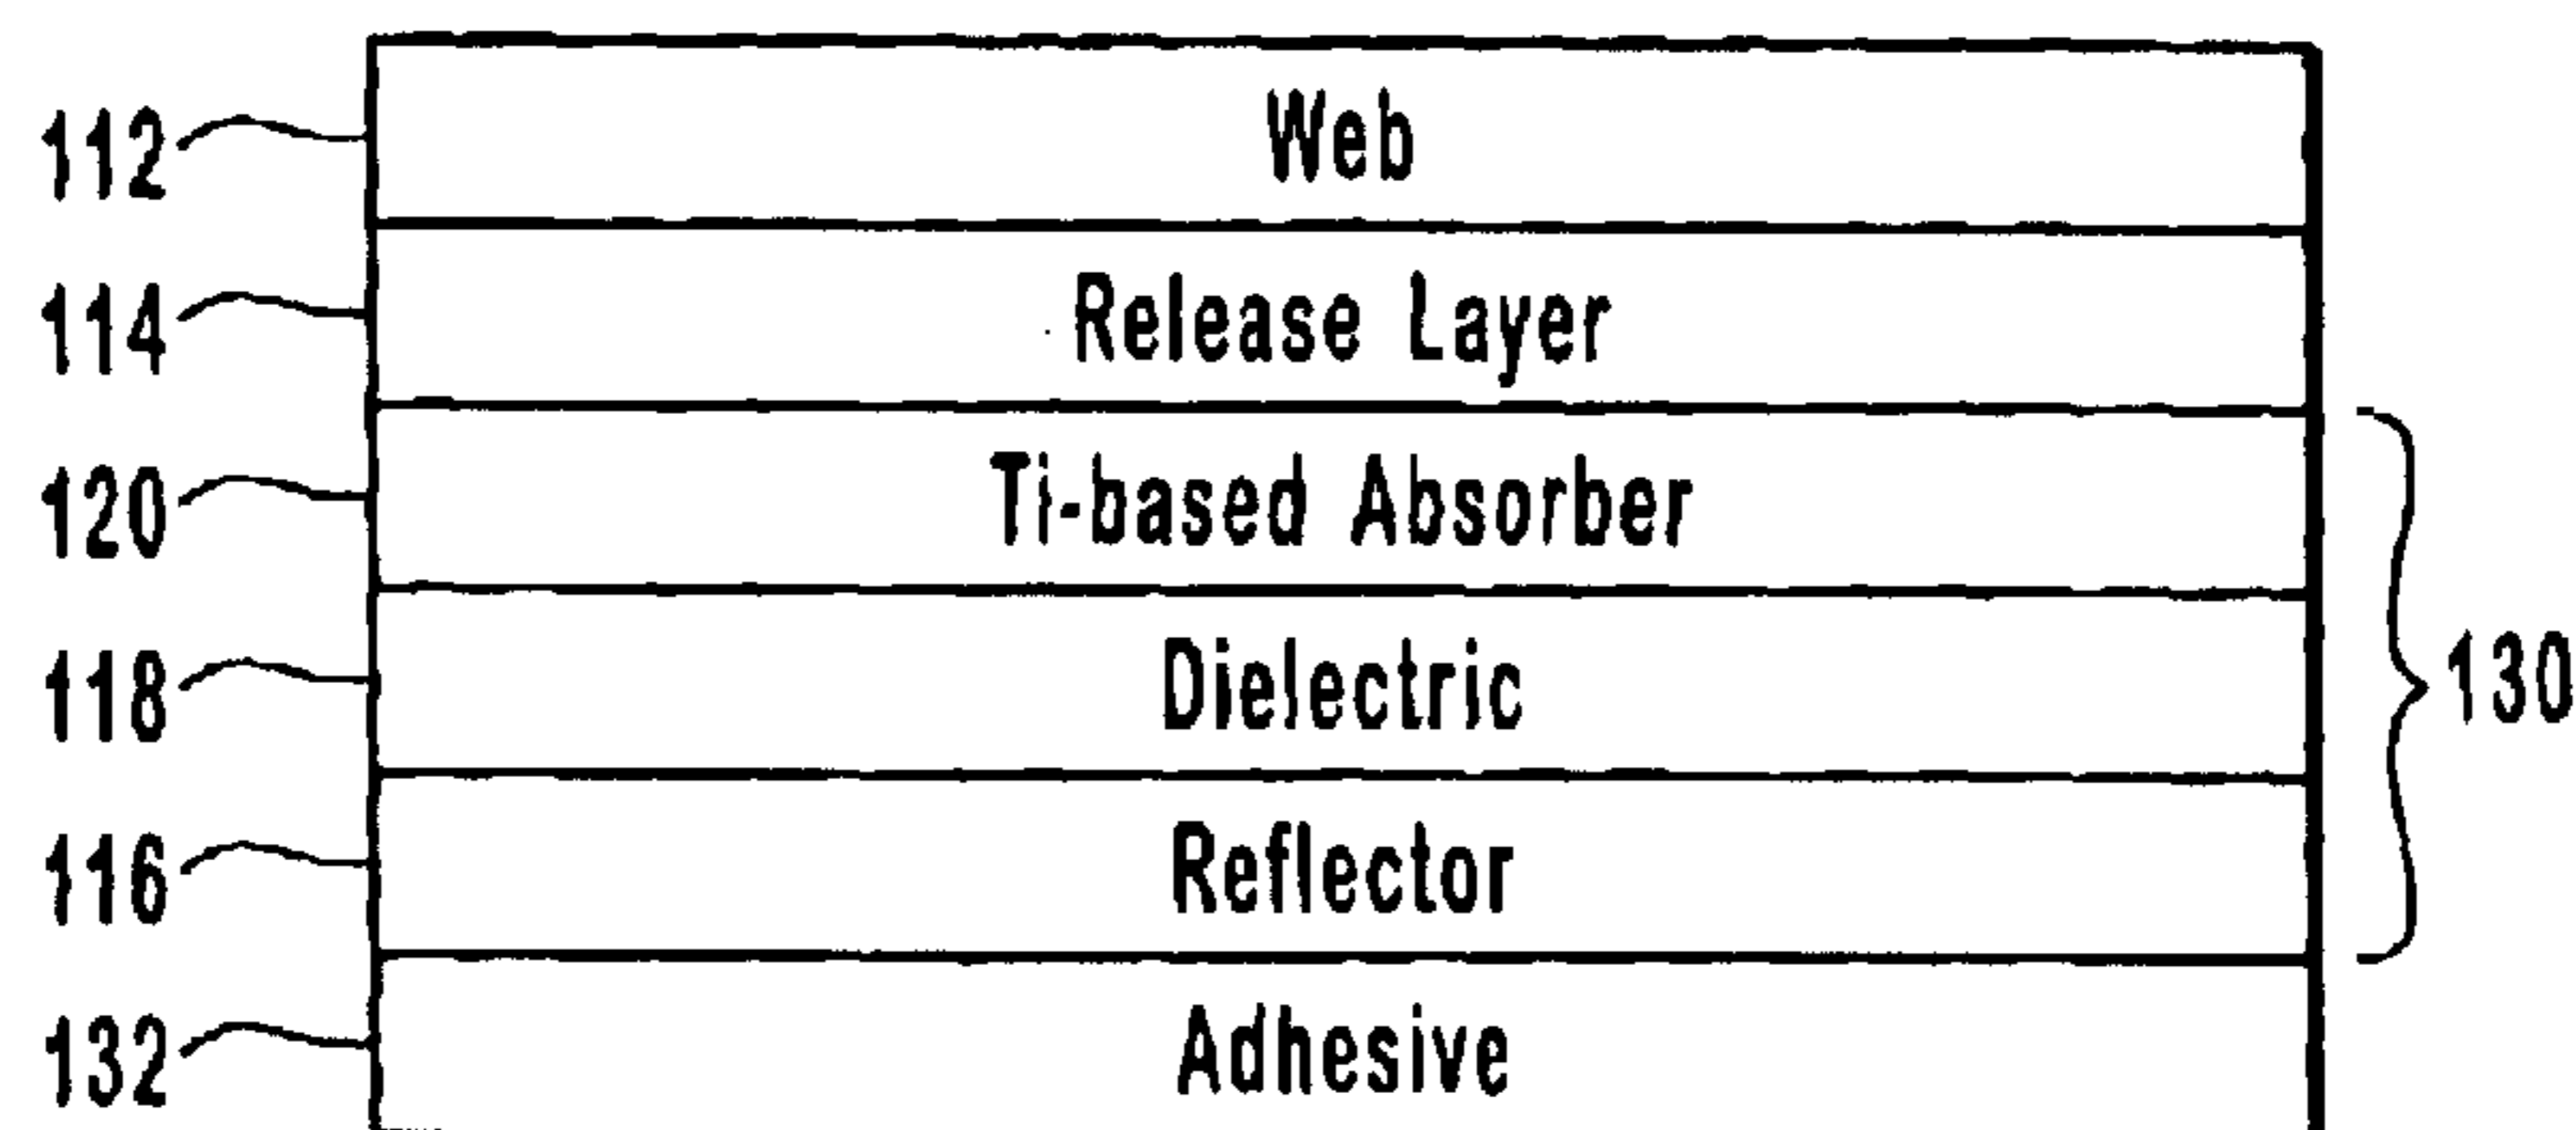 112 Web
114 Release Layer
120 Ti-based Absorber
118 Dielectric
130
116 Reflector
132 Adhesive